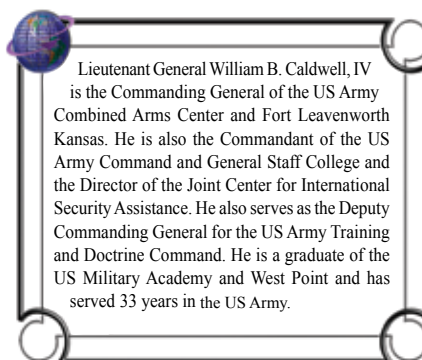 Lieutenant General William B. Caldwell, IV
is the Commanding General of the US Army
Combined Arms Center and Fort Leavenworth
Kansas. He is also the Commandant of the US
Army Command and General Staff College and
the Director of the Joint Center for International
Security Assistance. He also serves as the Deputy
Commanding General for the US Army Training
and Doctrine Command. He is a graduate of the
US Military Academy and West Point and has
served 33 years in the US Army.